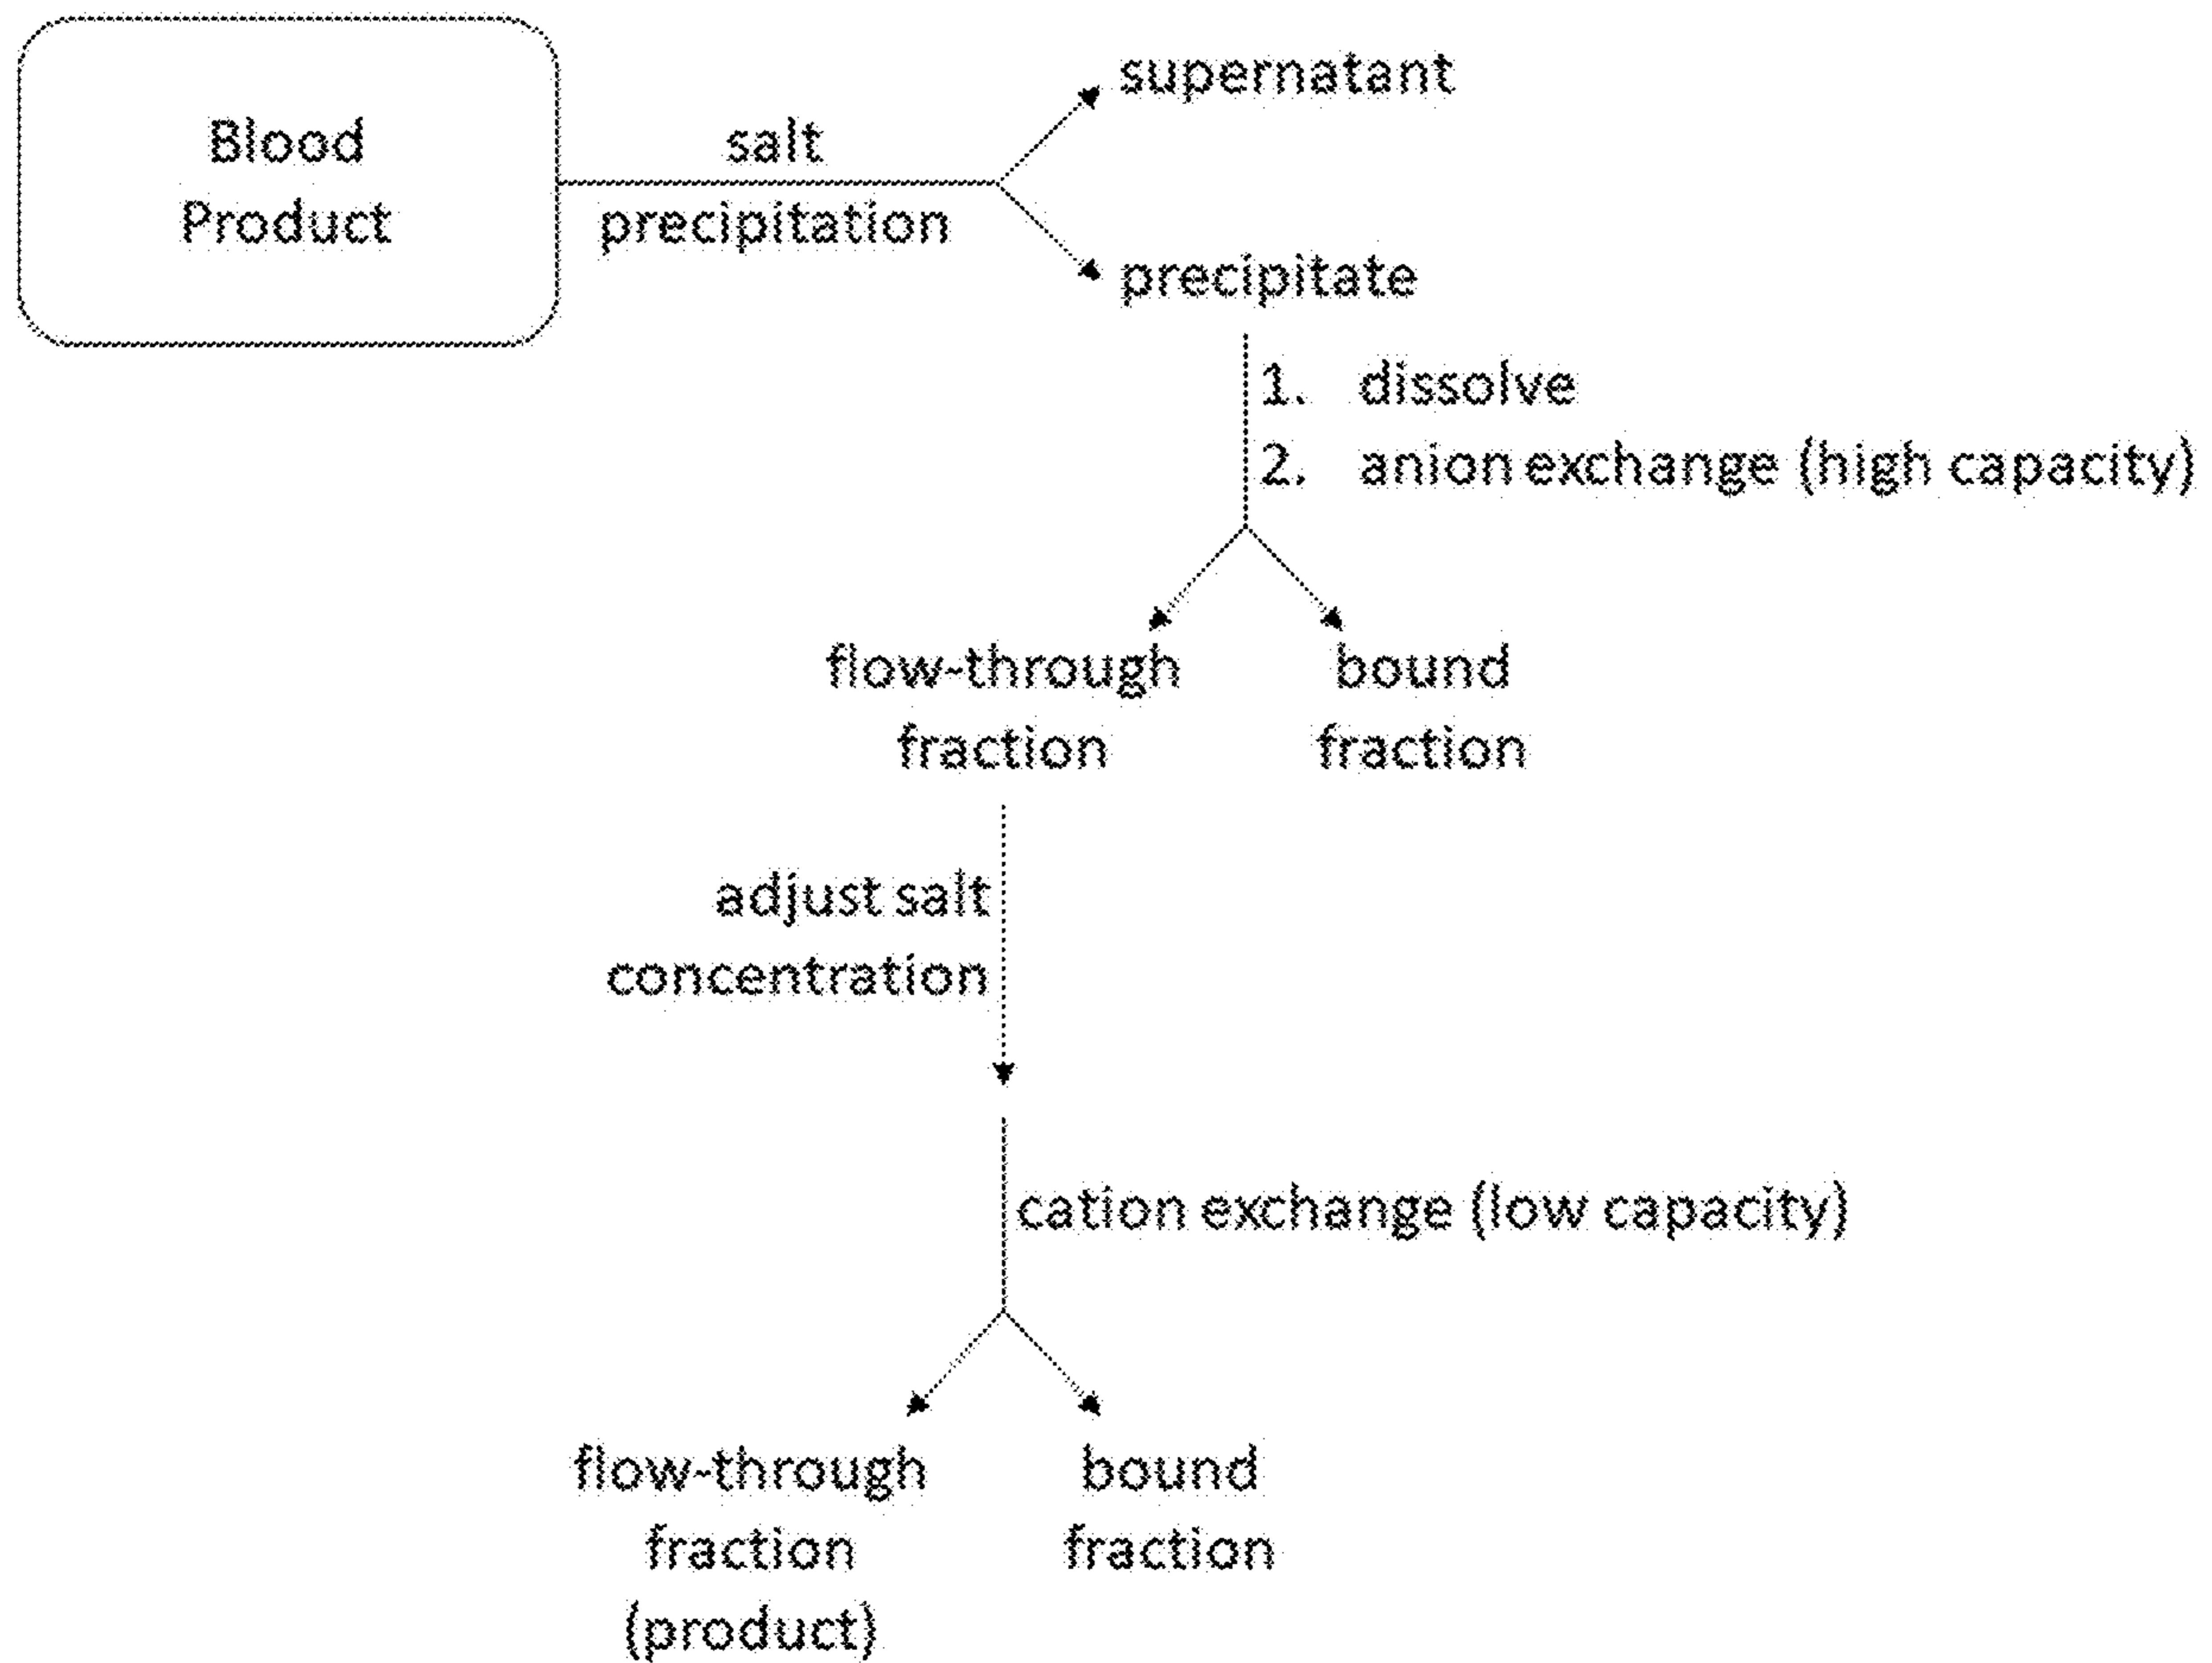 Blood
Product
salt
precipitation
supernatant
precipitate
1. dissolve
2. anion exchange (high capacity)
flow-through
fraction
bound
fraction
adjust salt
concentration
cation exchange (low capacity)
flow-through
fraction
(product)
bound
fraction